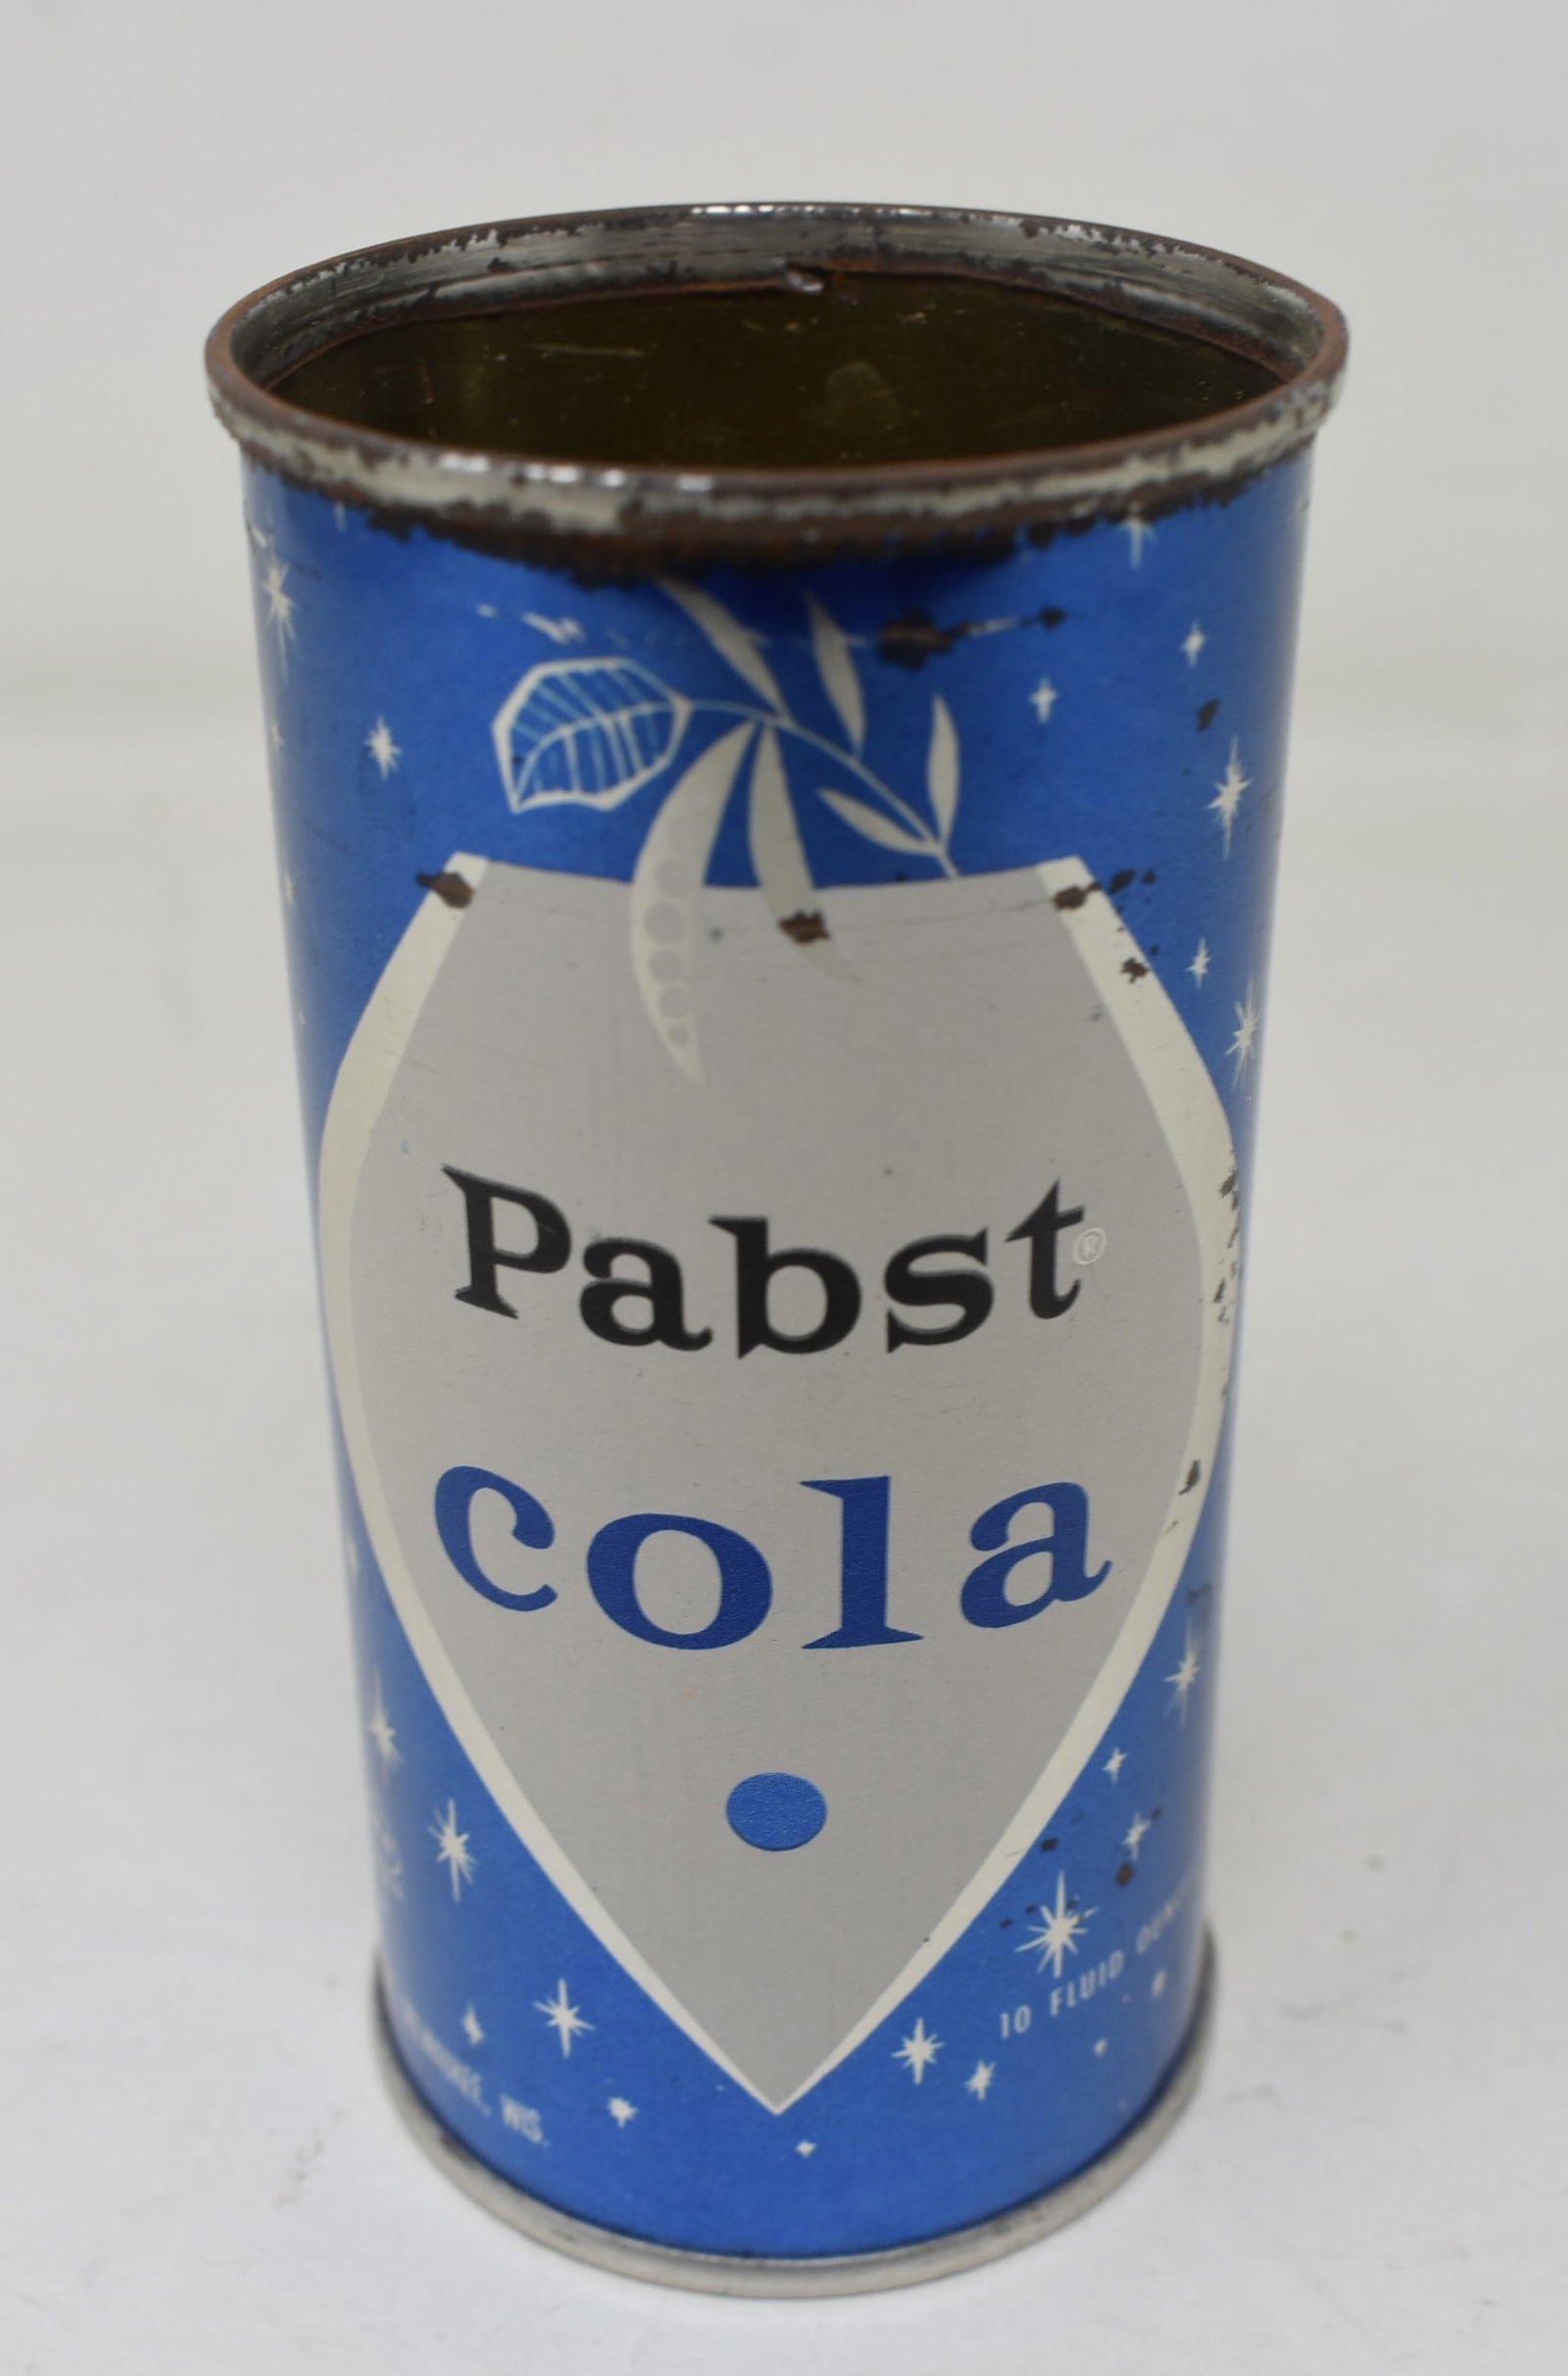 Pabst®
cola
10 FLUID
WIS.